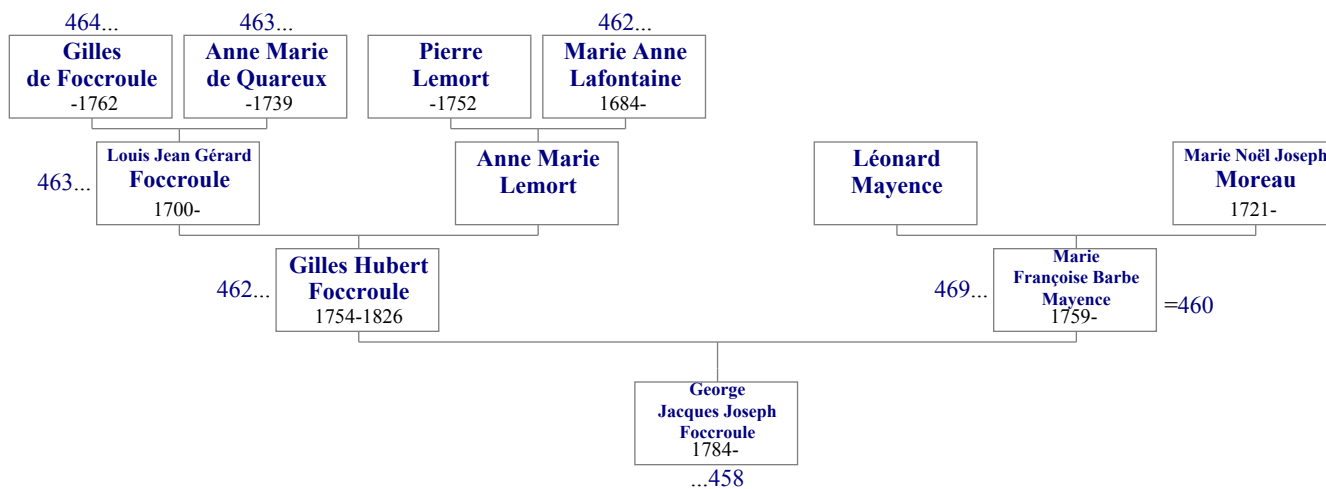 464...
463...
462...
Gilles
de Foccroule
-1762
Anne Marie
de Quareux
-1739
Pierre
Lemort
-1752
Marie Anne
Lafontaine
1684-
463...
Louis Jean Gérard
Foccroule
1700-
Anne Marie
Lemort
Léonard
Mayence
Marie Noël Joseph
Moreau
1721-
462...
Gilles Hubert
Foccroule
1754-1826
469...
Marie
Françoise Barbe
Mayence
1759-
=460
George
Jacques Joseph
Foccroule
1784-
...458